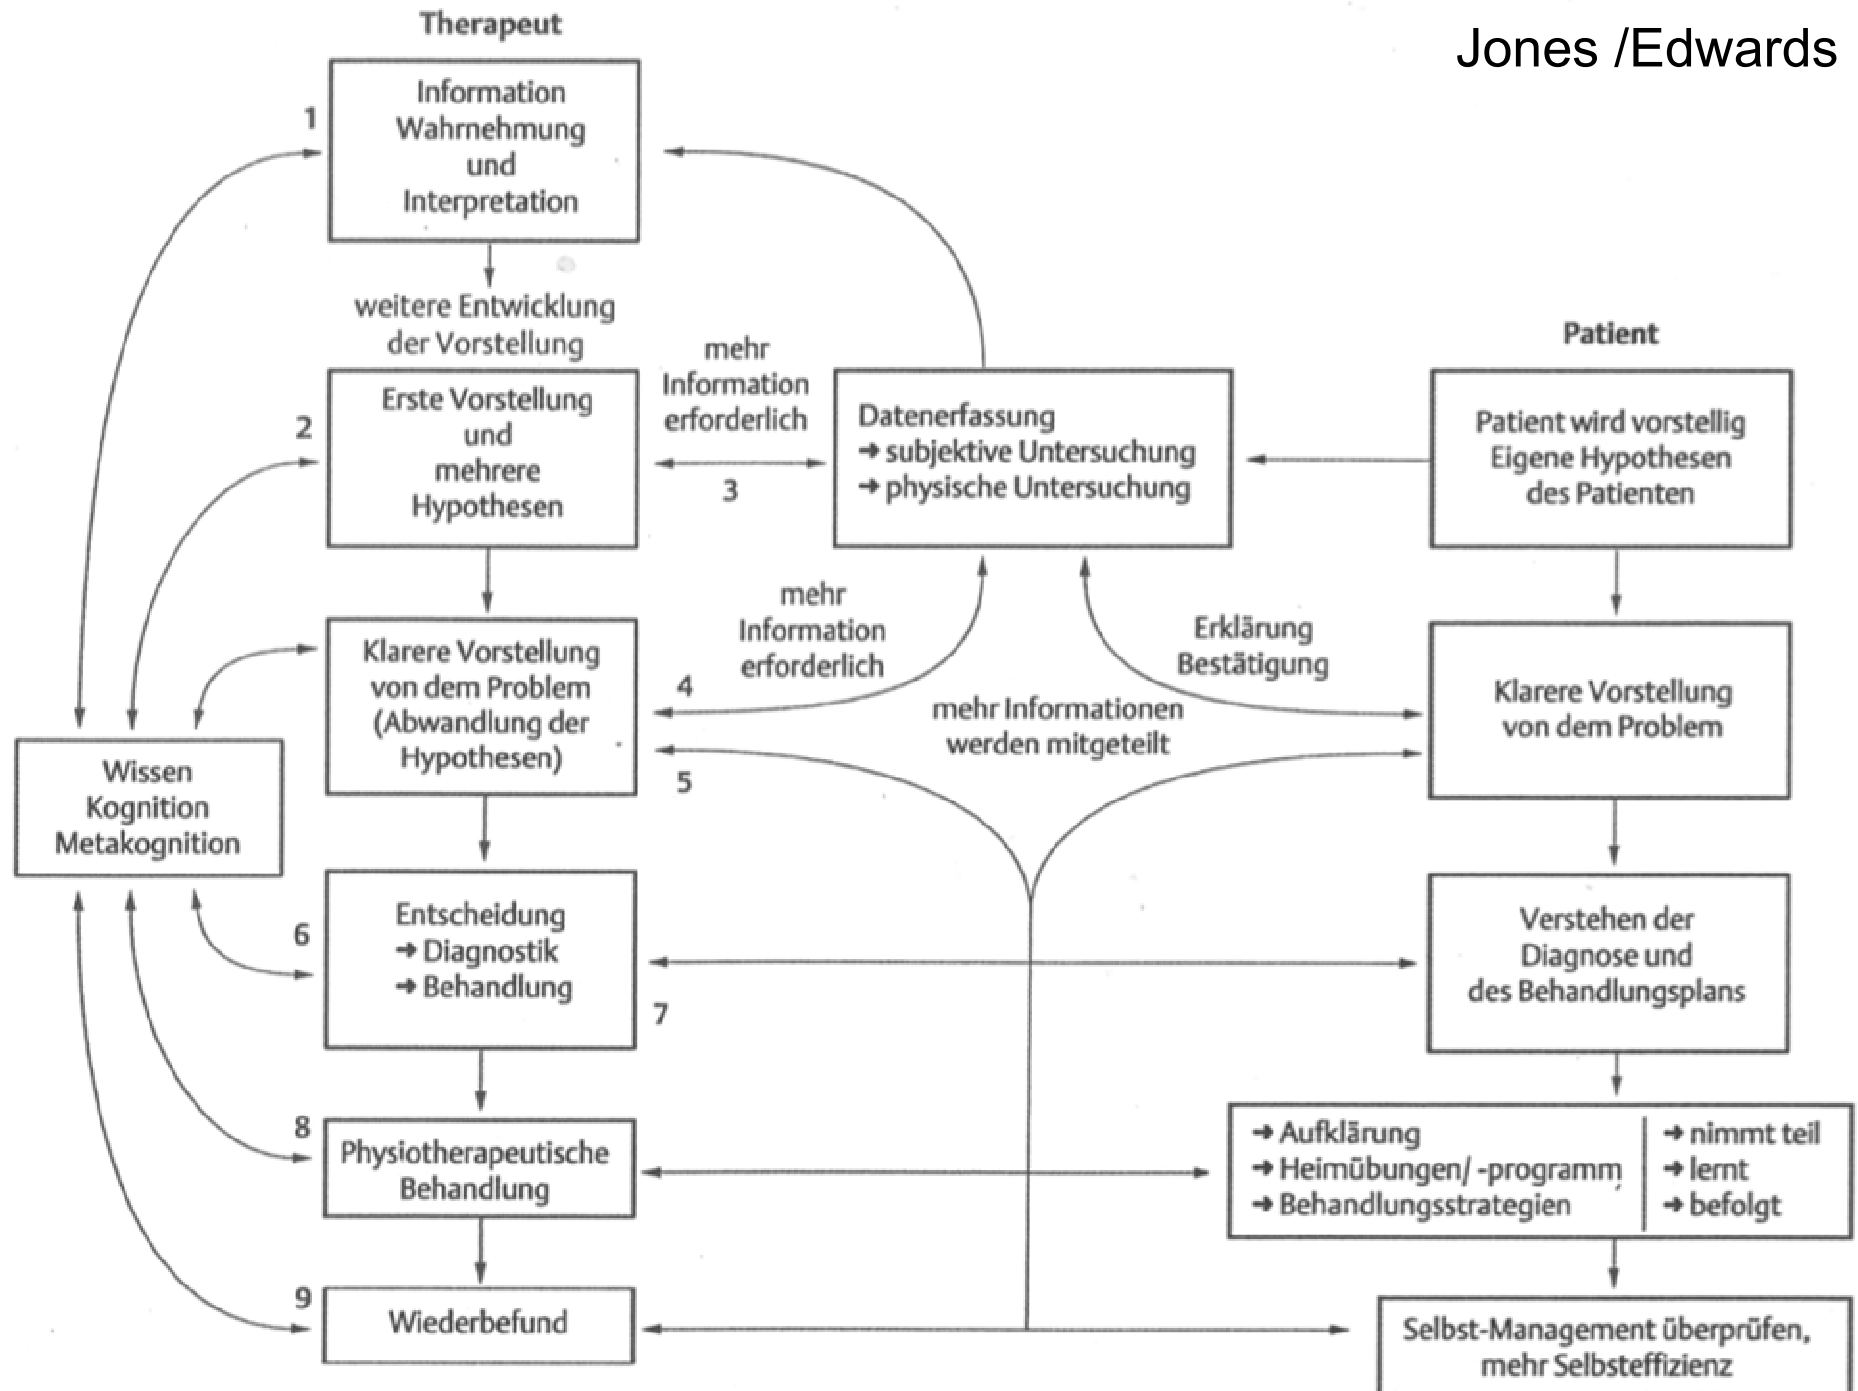 Jones /Edwards
Therapeut
1
Information
Wahrnehmung
und
Interpretation
weitere Entwicklung
der Vorstellung
2
Erste Vorstellung
und
mehrere
Hypothesen
mehr
Information
erforderlich
3
Datenerfassung
➔ subjektive Untersuchung
➔ physische Untersuchung
Patient
Patient wird vorstellig
Eigene Hypothesen
des Patienten
Klarere Vorstellung
von dem Problem
(Abwandlung der
Hypothesen)
mehr
Information
erforderlich
4
5
mehr Informationen
werden mitgeteilt
Erklärung
Bestätigung
Klarere Vorstellung
von dem Problem
Wissen
Kognition
Metakognition
6
Entscheidung
➔ Diagnostik
➔ Behandlung
7
Verstehen der
Diagnose und
des Behandlungsplans
8
Physiotherapeutische
Behandlung
➔ Aufklärung
➔ Heimübungen/ -programm
➔ Behandlungsstrategien
➔ nimmt teil
➔ lernt
➔ befolgt
9
Wiederbefund
Selbst-Management überprüfen,
mehr Selbsteffizienz